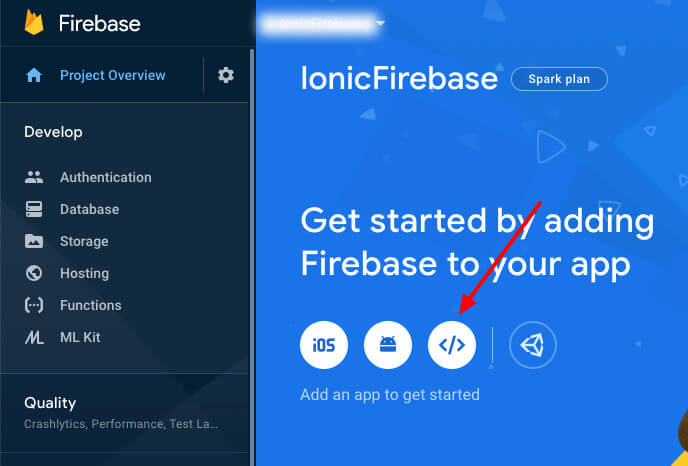 Firebase
Project Overview
Develop
Authentication
Database
Storage
Hosting
Functions
ML Kit
Quality
Crashlytics, Performance, Test La...
IonicFirebase
Spark plan
Get started by adding
Firebase to your app
iOS
</>
Add an app to get started